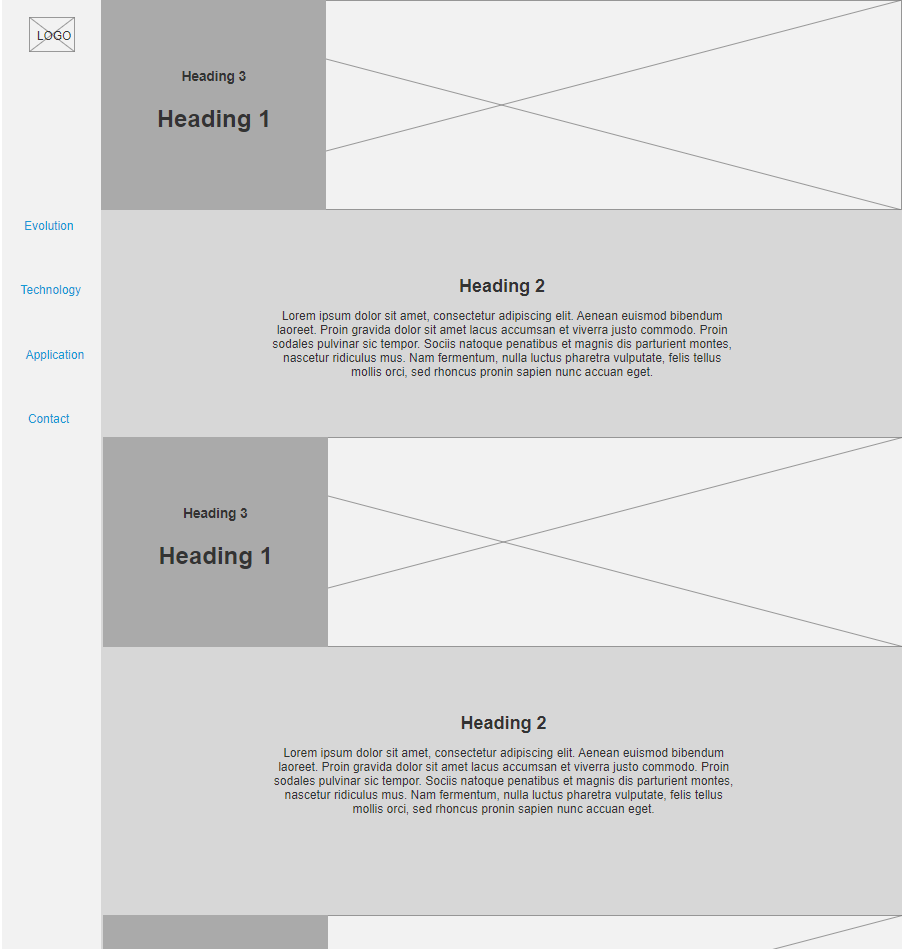 LOGO
Evolution
Technology
Application
Contact
Heading 3
Heading 1
Heading 2
Lorem ipsum dolor sit amet, consectetur adipiscing elit. Aenean euismod bibendum
laoreet. Proin gravida dolor sit amet lacus accumsan et viverra justo commodo. Proin
sodales pulvinar sic tempor. Sociis natoque penatibus et magnis dis parturient montes,
nascetur ridiculus mus. Nam fermentum, nulla luctus pharetra vulputate, felis tellus
mollis orci, sed rhoncus pronin sapien nunc accuan eget.
Heading 3
Heading 1
Heading 2
Lorem ipsum dolor sit amet, consectetur adipiscing elit. Aenean euismod bibendum
laoreet. Proin gravida dolor sit amet lacus accumsan et viverra justo commodo. Proin
sodales pulvinar sic tempor. Sociis natoque penatibus et magnis dis parturient montes,
nascetur ridiculus mus. Nam fermentum, nulla luctus pharetra vulputate, felis tellus
mollis orci, sed rhoncus pronin sapien nunc accuan eget.